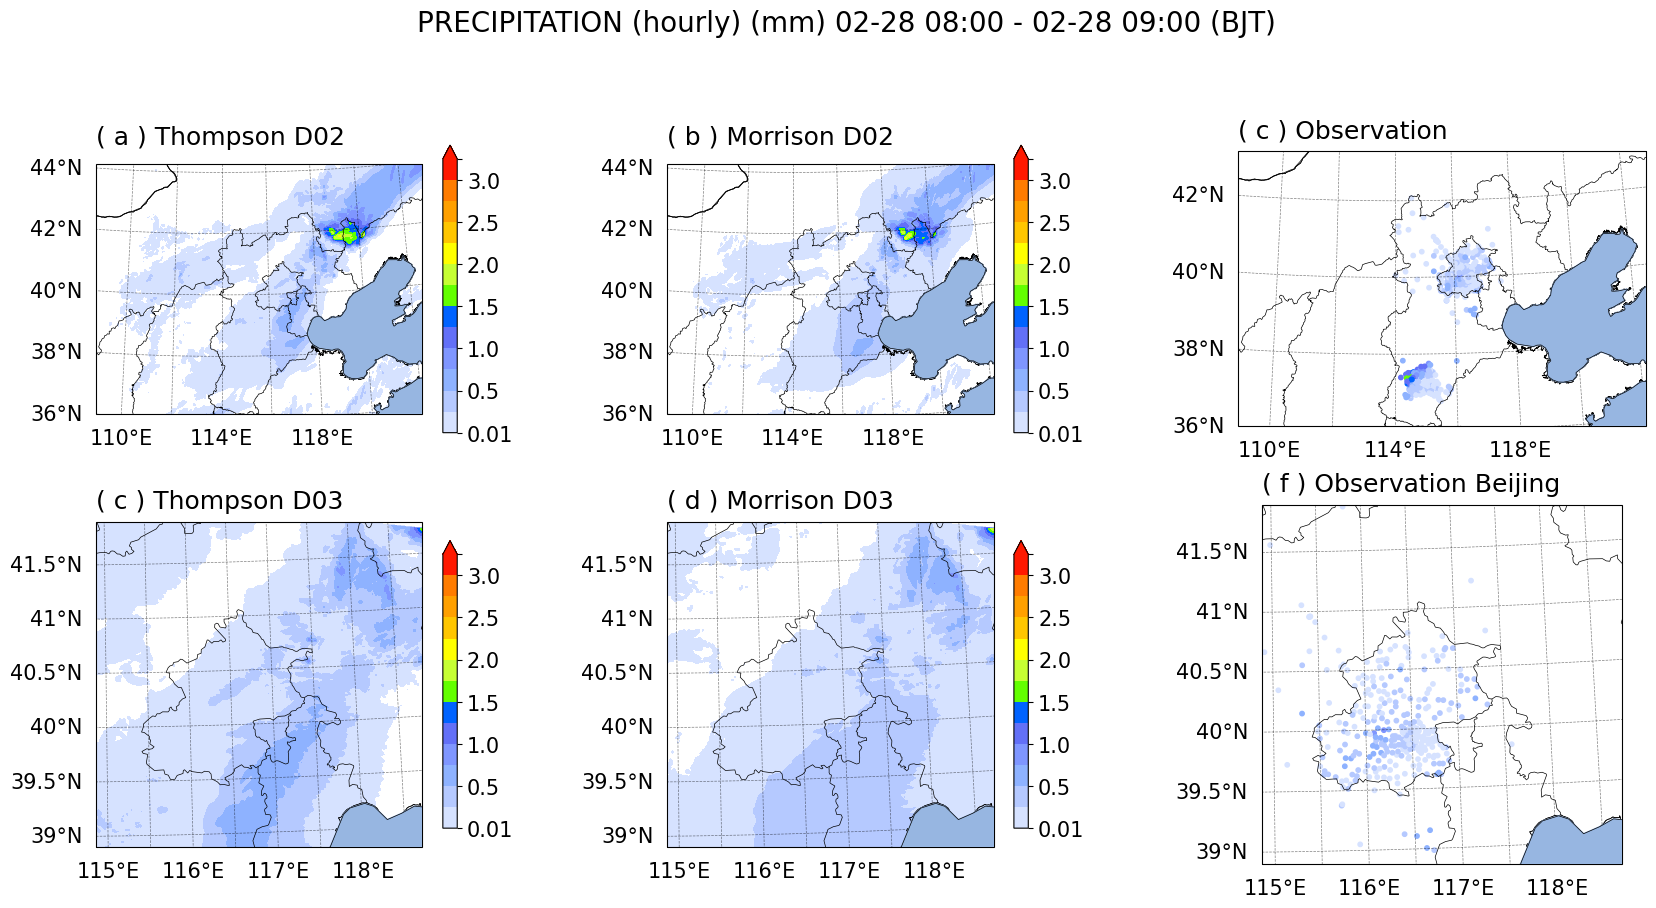 PRECIPITATION (hourly) (mm) 02-28 08:00 - 02-28 09:00 (BJT)
( a ) Thompson D02
44°N
42°N
40°N
38°N
36°N
110°E 114°E 118°E
3.0
2.5
2.0
1.5
1.0
0.5
0.01
( b ) Morrison D02
44°N
42°N
40°N
38°N
36°N
110°E 114°E 118°E
3.0
2.5
2.0
1.5
1.0
0.5
0.01
( c ) Observation
42°N
40°N
38°N
36°N
110°E 114°E 118°E
( c ) Thompson D03
41.5°N
41°N
40.5°N
40°N
39.5°N
39°N
115°E 116°E 117°E 118°E
3.0
2.5
2.0
1.5
1.0
0.5
0.01
( d ) Morrison D03
41.5°N
41°N
40.5°N
40°N
39.5°N
39°N
115°E 116°E 117°E 118°E
3.0
2.5
2.0
1.5
1.0
0.5
0.01
( f ) Observation Beijing
41.5°N
41°N
40.5°N
40°N
39.5°N
39°N
115°E 116°E 117°E 118°E